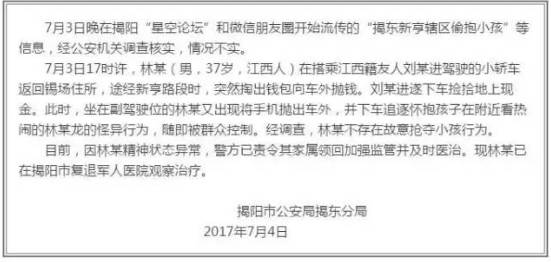 7月3日晚在揭阳“星空论坛”和微信朋友圈开始流传的“揭东新亨辖区偷抱小孩”等
信息，经公安机关调查核实，情况不实。
7月3日17时许，林某（男，37岁，江西人）在搭乘江西籍友人刘某进驾驶的小轿车
返回锡场住所，途经新亨路段时，突然掏出钱包向车外抛钱。刘某进遂下车捡拾地上现
金。此时，坐在副驾驶位的林某又出现将手机抛出车外，并下车追逐怀抱孩子在附近看热
闹的林某龙的怪异行为，随即被群众控制。经调查，林某不存在故意抢夺小孩行为。
目前，因林某精神状态异常，警方已责令其家属领回加强监管并及时医治。现林某已
在揭阳市复退军人医院观察治疗。
揭阳市公安局揭东分局
2017年7月4日